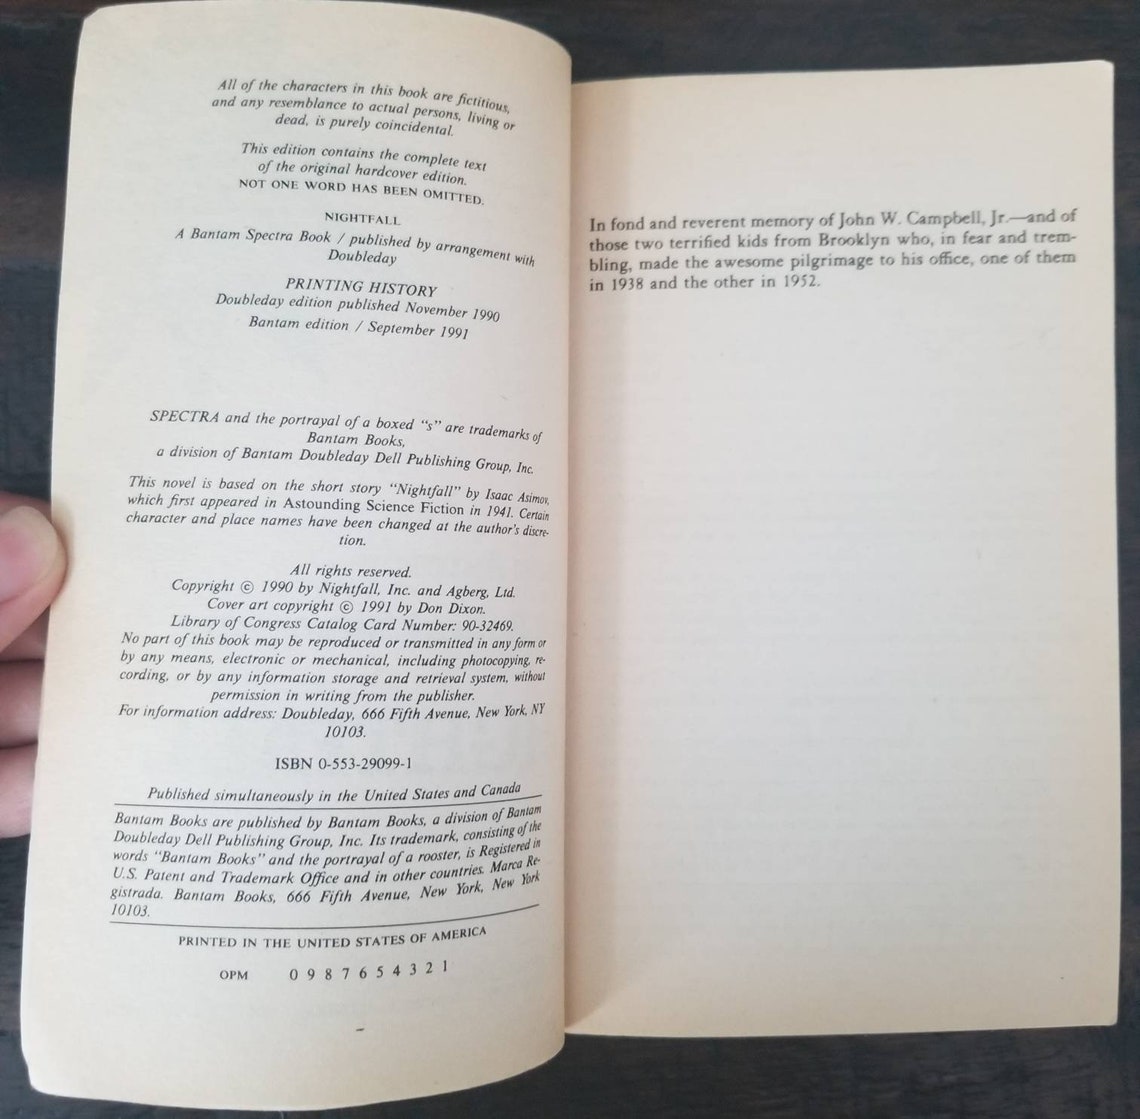 All of the characters in this book are fictitious,
and any resemblance to actual persons, living or
dead, is purely coincidental.
This edition contains the complete text
of the original hardcover edition.
NOT ONE WORD HAS BEEN OMITTED.
NIGHTFALL
A Bantam Spectra Book / published by arrangement with
Doubleday
PRINTING HISTORY
Doubleday edition published November 1990
Bantam edition / September 1991
SPECTRA and the portrayal of a boxed "s" are trademarks of
Bantam Books,
a division of Bantam Doubleday Dell Publishing Group, Inc.
This novel is based on the short story "Nightfall" by Isaac Asimov,
which first appeared in Astounding Science Fiction in 1941. Certain
character and place names have been changed at the author's discre-
tion.
All rights reserved.
Copyright © 1990 by Nightfall, Inc. and Agberg, Ltd.
Cover art copyright © 1991 by Don Dixon.
Library of Congress Catalog Card Number: 90-32469.
No part of this book may be reproduced or transmitted in any form or
by any means, electronic or mechanical, including photocopying, re-
cording, or by any information storage and retrieval system, without
permission in writing from the publisher.
For information address: Doubleday, 666 Fifth Avenue, New York, NY
10103.
ISBN 0-553-29099-1
Published simultaneously in the United States and Canada
Bantam Books are published by Bantam Books, a division of Bantam
Doubleday Dell Publishing Group, Inc. Its trademark, consisting of the
words "Bantam Books" and the portrayal of a rooster, is Registered in
U.S. Patent and Trademark Office and in other countries. Marca Re-
gistrada. Bantam Books, 666 Fifth Avenue, New York, New York
10103.
PRINTED IN THE UNITED STATES OF AMERICA
OPM 0 9 8 7 6 5 4 3 2 1
In fond and reverent memory of John W. Campbell, Jr.—and of
those two terrified kids from Brooklyn who, in fear and trem-
bling, made the awesome pilgrimage to his office, one of them
in 1938 and the other in 1952.